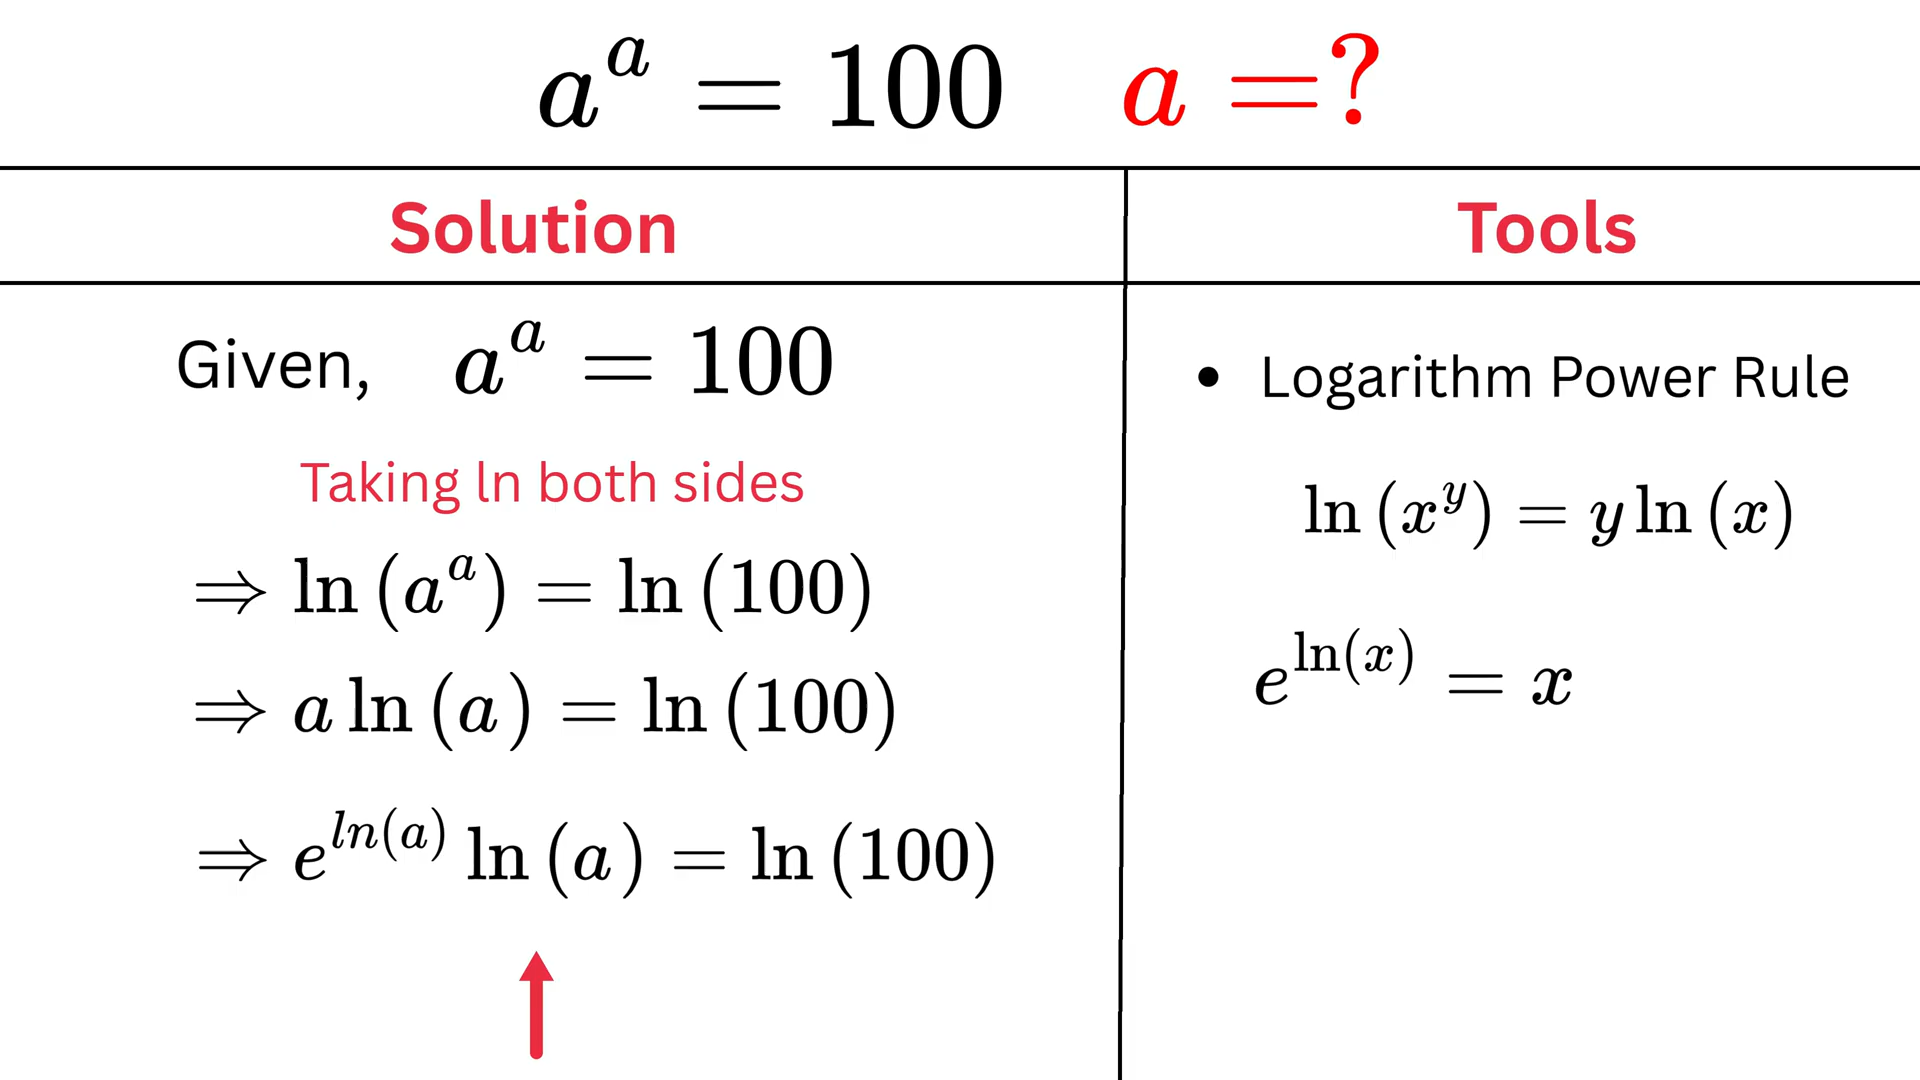 a^a = 100 a =?
Solution
Tools
Given, a^a = 100
Taking ln both sides
⇒ ln (a^a) = ln (100)
⇒ a ln (a) = ln (100)
⇒ e^{ln(a)} ln (a) = ln (100)
• Logarithm Power Rule
ln (x^y) = y ln (x)
e^{ln(x)} = x